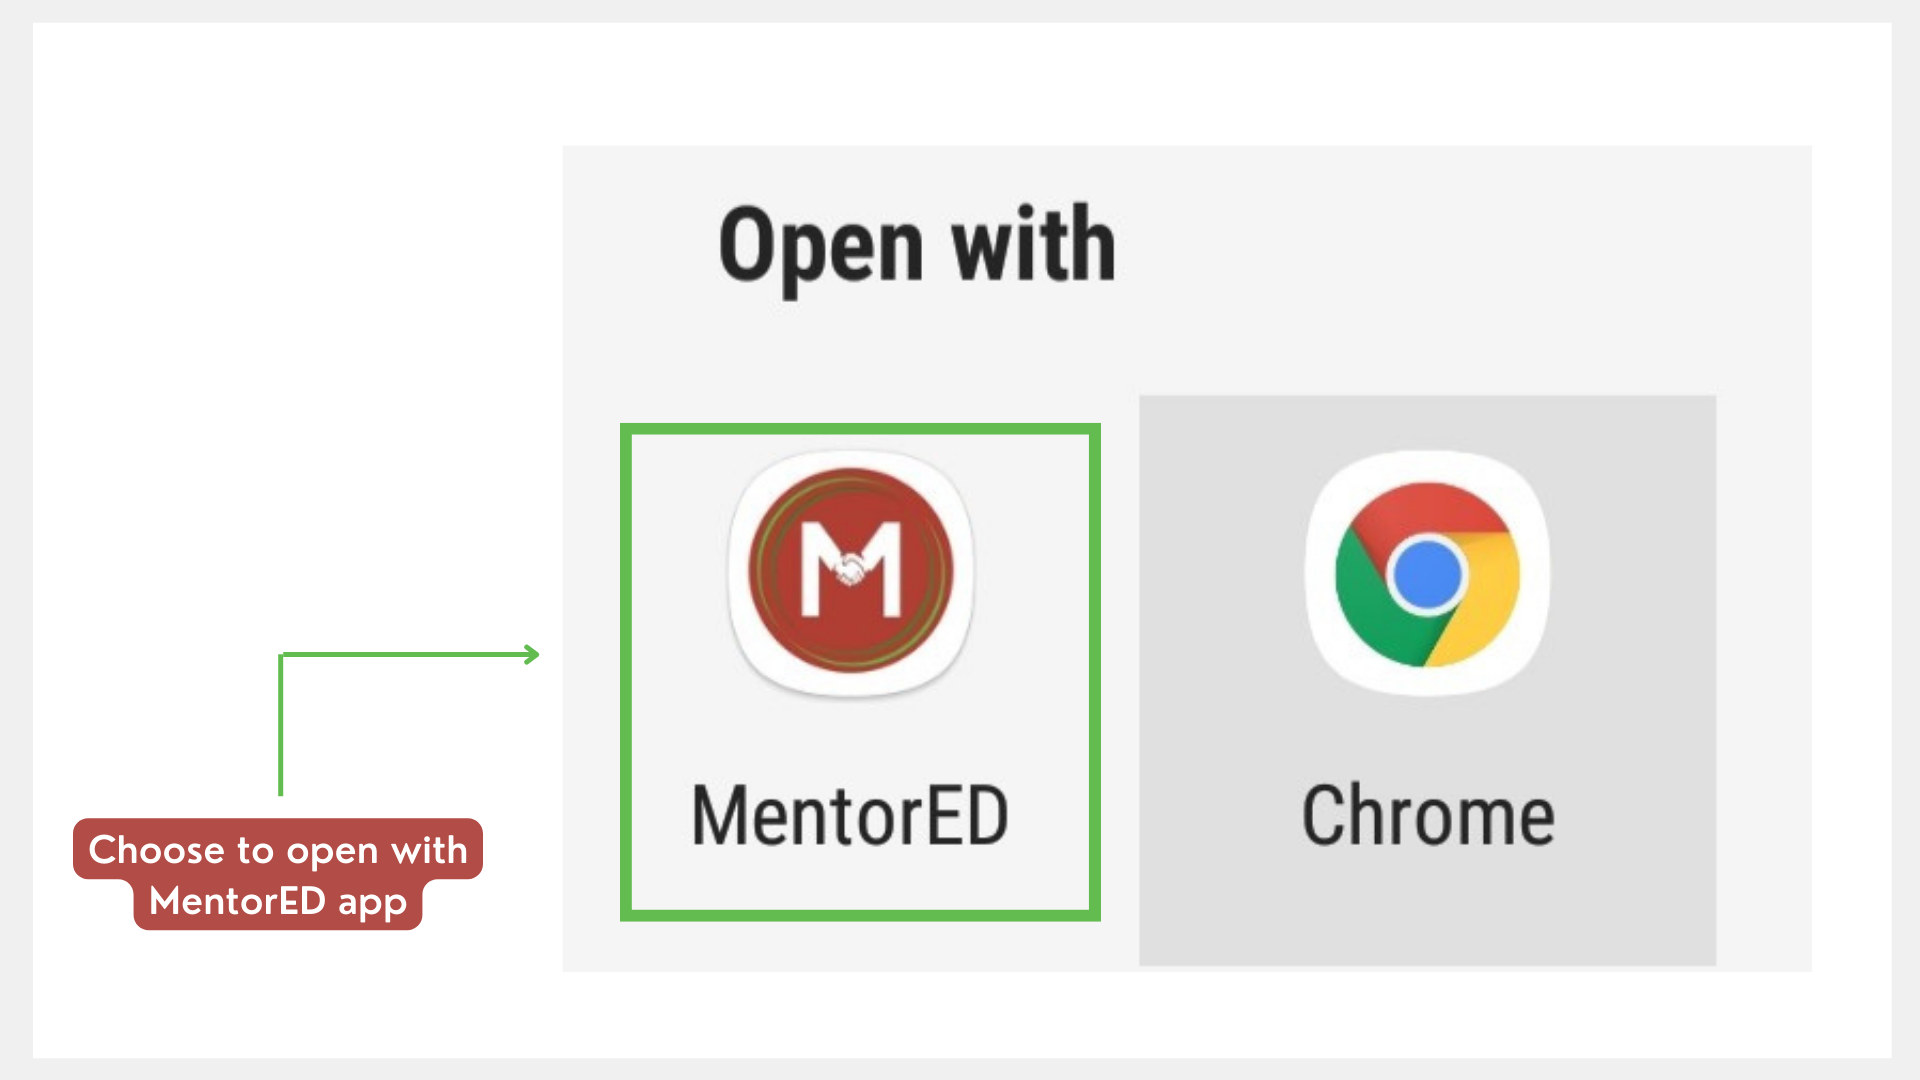 Open with
M
MentorED
Chrome
Choose to open with
MentorED app